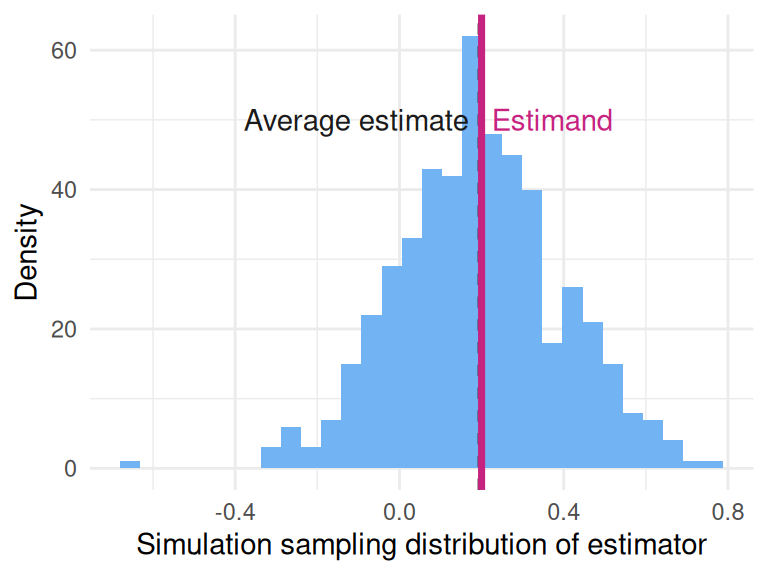 60
40
20
0
Density
Average estimate
Estimand
-0.4
0.0
0.4
0.8
Simulation sampling distribution of estimator